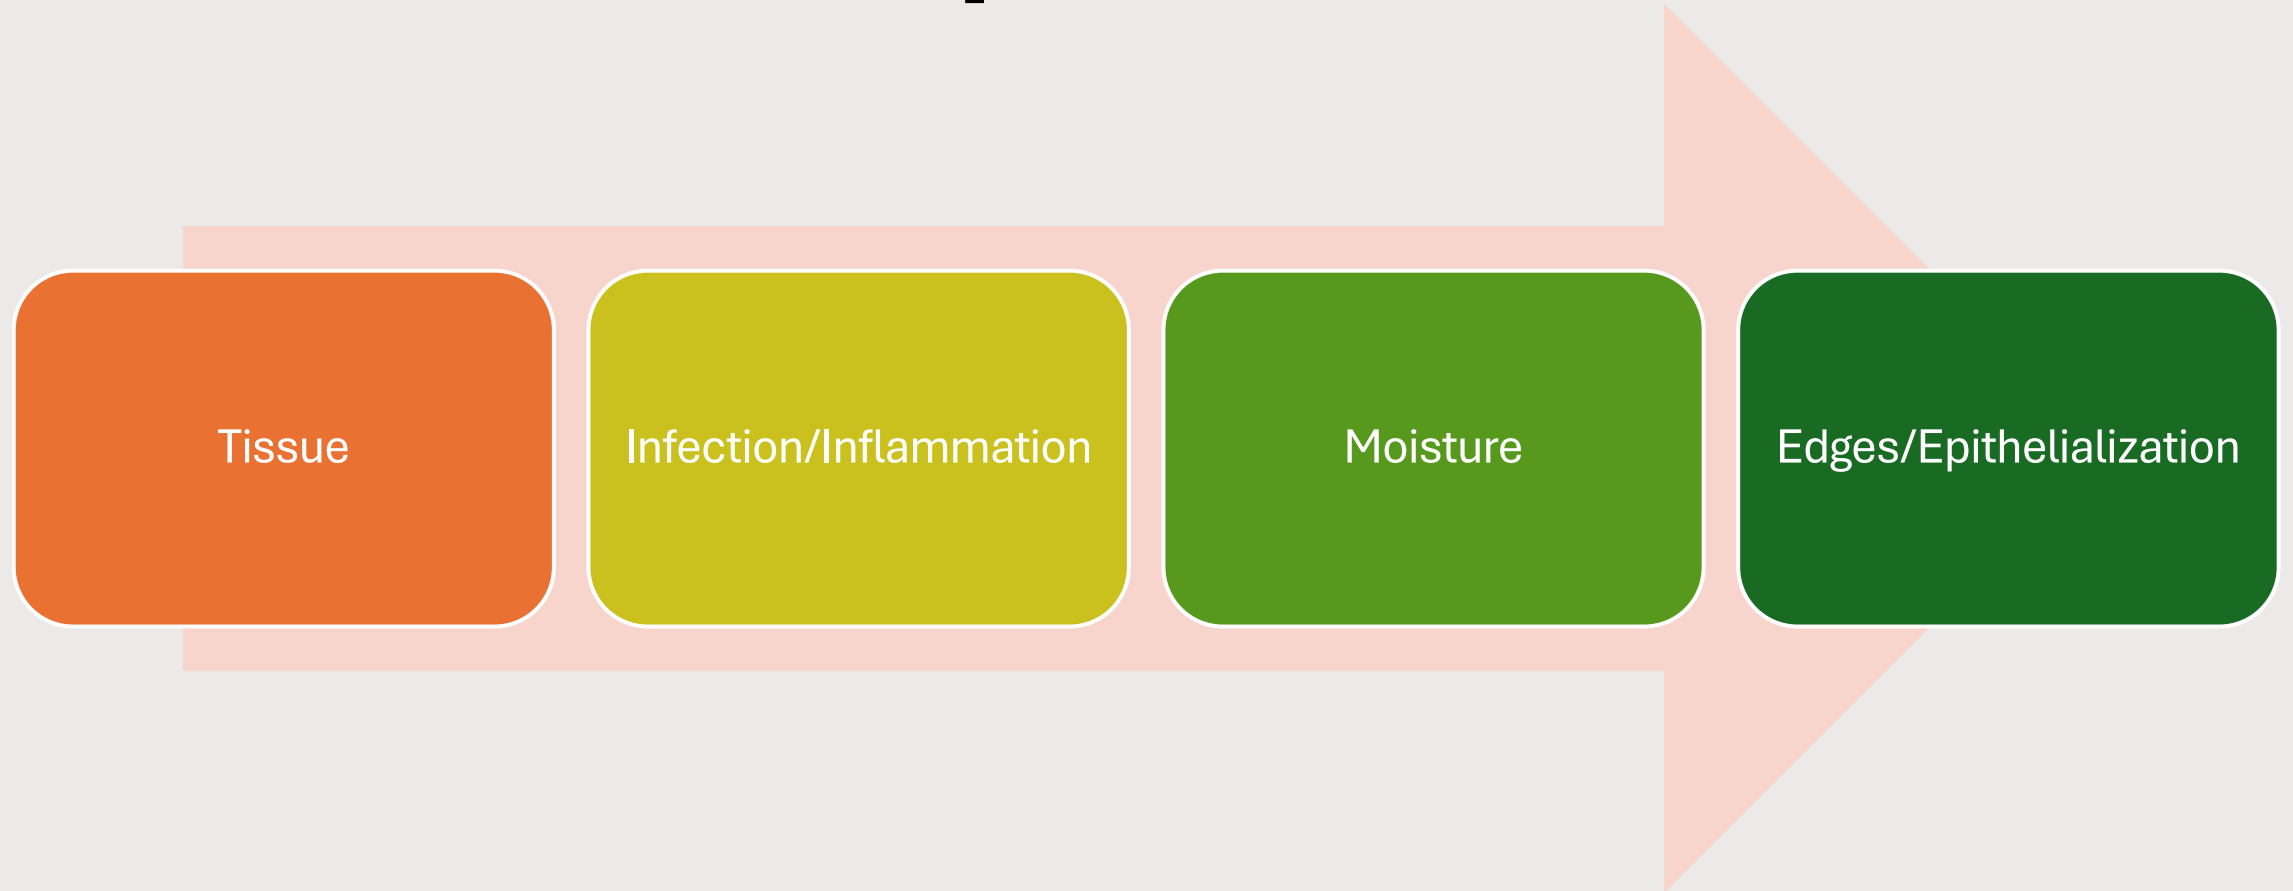 Tissue
Infection/Inflammation
Moisture
Edges/Epithelialization